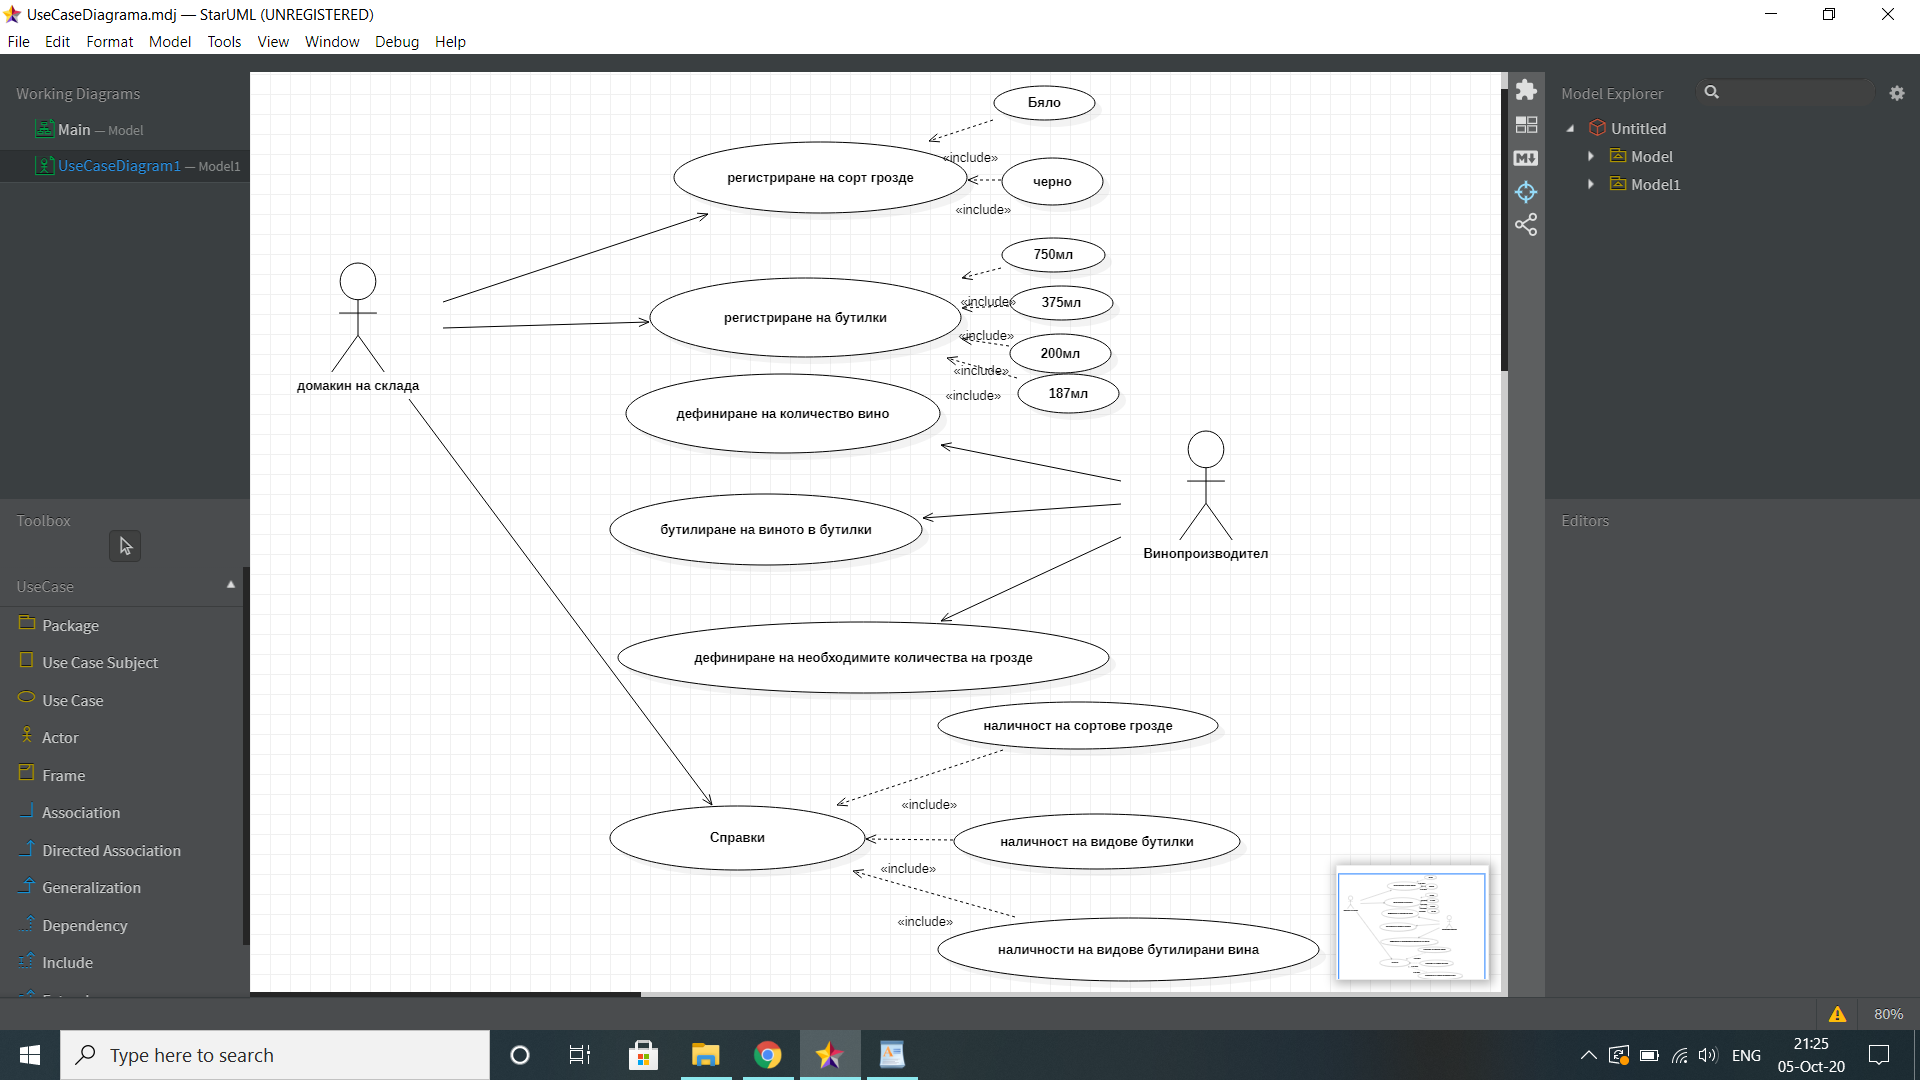 UseCaseDiagrama.mdj — StarUML (UNREGISTERED)
File Edit Format Model Tools View Window Debug Help
Working Diagrams
Main — Model
UseCaseDiagram1 — Model1
Toolbox
UseCase
Package
Use Case Subject
Use Case
Actor
Frame
Association
Directed Association
Generalization
Dependency
Include
Бяло
«include»
регистриране на сорт грозде
черно
«include»
750мл
«include»
375мл
регистриране на бутилки
«include»
200мл
«include»
187мл
«include»
домакин на склада
дефиниране на количество вино
бутилиране на виното в бутилки
Винопроизводител
дефиниране на необходимите количества на грозде
наличност на сортове грозде
«include»
Справки
наличност на видове бутилки
«include»
«include»
наличности на видове бутилирани вина
Model Explorer
Untitled
Model
Model1
Editors
80%
Type here to search
ENG
21:25
05-Oct-20